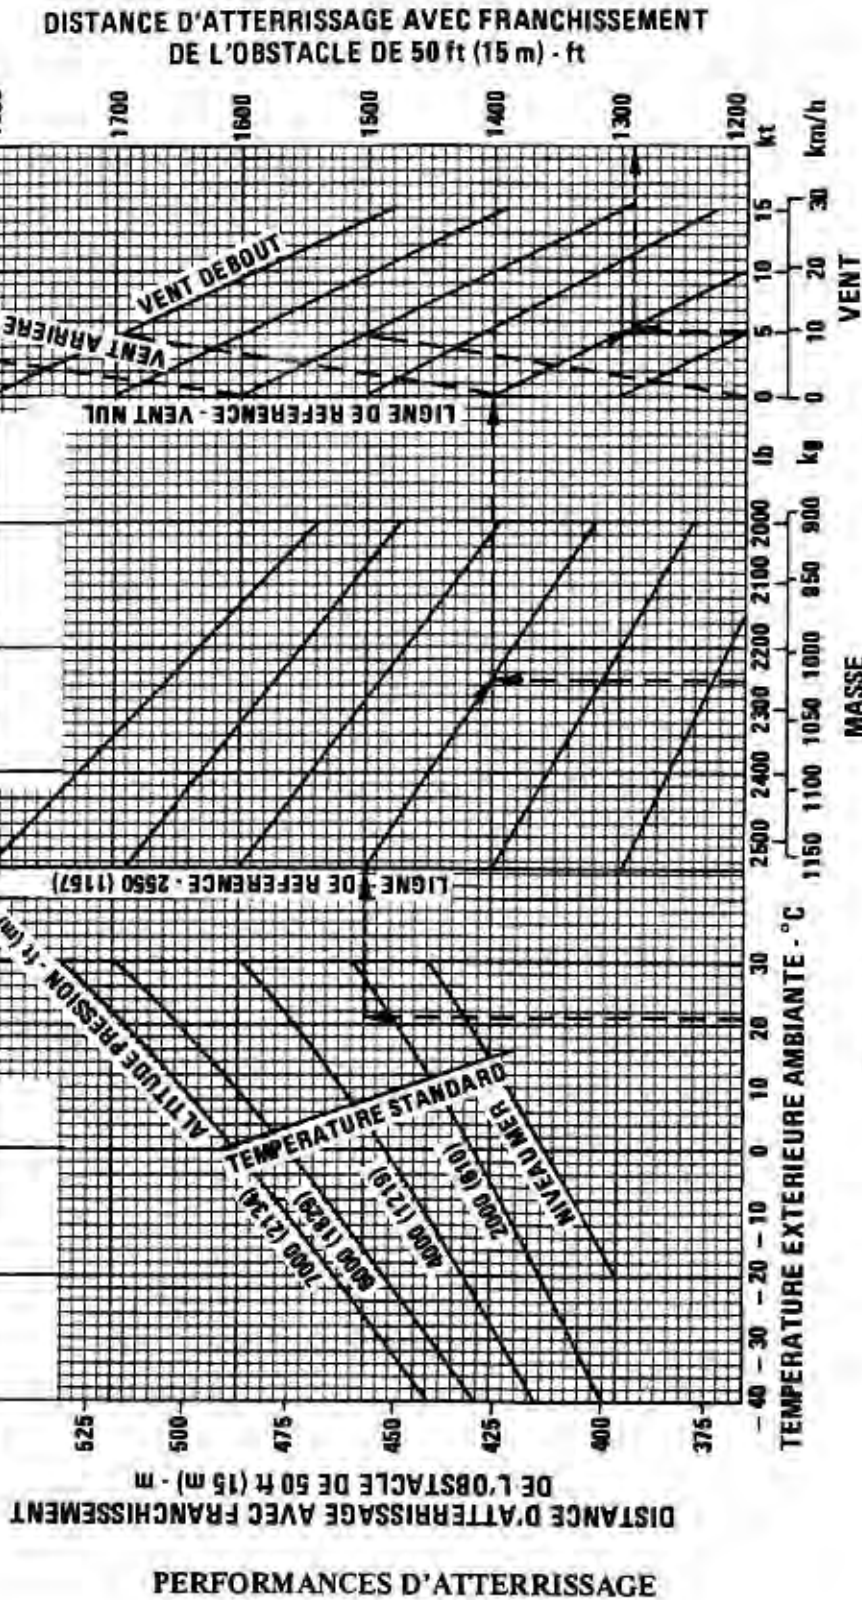 DISTANCE D'ATTERRISSAGE AVEC FRANCHISSEMENT
DE L'OBSTACLE DE 50 ft (15 m) - ft
1700
1600
1500
1400
1300
1200
kt
km/h
15
10
5
0
30
20
10
0
VENT
VENT DEBOUT
VENT ARRIERE
LIGNE DE REFERENCE - VENT NUL
lb
kg
2000
2100
2200
2300
2400
2500
900
950
1000
1050
1100
1150
MASSE
LIGNE DE REFERENCE - 2550 (1157)
ALTITUDE PRESSION - ft (m)
TEMPERATURE STANDARD
7000 (2134)
6000 (1829)
4000 (1219)
2000 (610)
NIVEAU MER
30
20
10
0
- 10
- 20
- 30
- 40
TEMPERATURE EXTERIEURE AMBIANTE - °C
525
500
475
450
425
400
375
DISTANCE D'ATTERRISSAGE AVEC FRANCHISSEMENT
DE L'OBSTACLE DE 50 ft (15 m) - m
PERFORMANCES D'ATTERRISSAGE